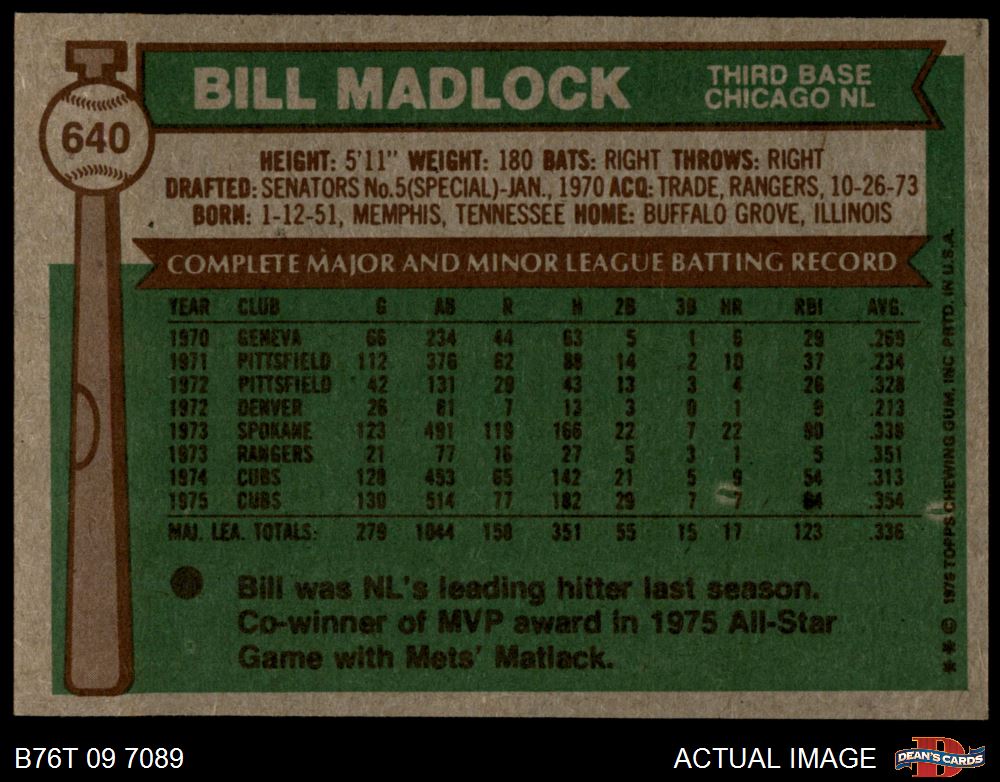 640
BILL MADLOCK
THIRD BASE
CHICAGO NL
HEIGHT: 5'11" WEIGHT: 180 BATS: RIGHT THROWS: RIGHT
DRAFTED: SENATORS No.5(SPECIAL)-JAN., 1970 ACQ: TRADE, RANGERS, 10-26-73
BORN: 1-12-51, MEMPHIS, TENNESSEE HOME: BUFFALO GROVE, ILLINOIS
COMPLETE MAJOR AND MINOR LEAGUE BATTING RECORD
YEAR CLUB G AB R H 2B 3B HR RBI AVG.
1970 GENEVA 66 234 44 63 5 1 6 29 .269
1971 PITTSFIELD 112 376 62 88 14 2 10 37 .234
1972 PITTSFIELD 42 131 20 43 13 3 4 26 .328
1972 DENVER 26 61 7 13 3 0 1 9 .213
1973 SPOKANE 123 491 119 166 22 7 22 90 .338
1973 RANGERS 21 77 16 27 5 3 1 5 .351
1974 CUBS 128 453 65 142 21 5 9 54 .313
1975 CUBS 130 514 77 182 29 7 7 64 .354
MAJ. LEA. TOTALS: 279 1044 158 351 55 15 17 123 .336
Bill was NL's leading hitter last season.
Co-winner of MVP award in 1975 All-Star
Game with Mets' Matlack.
** © 1976 TOPPS CHEWING GUM, INC. PRTD. IN U.S.A.
B76T 09 7089
ACTUAL IMAGE
D
DEAN'S CARDS